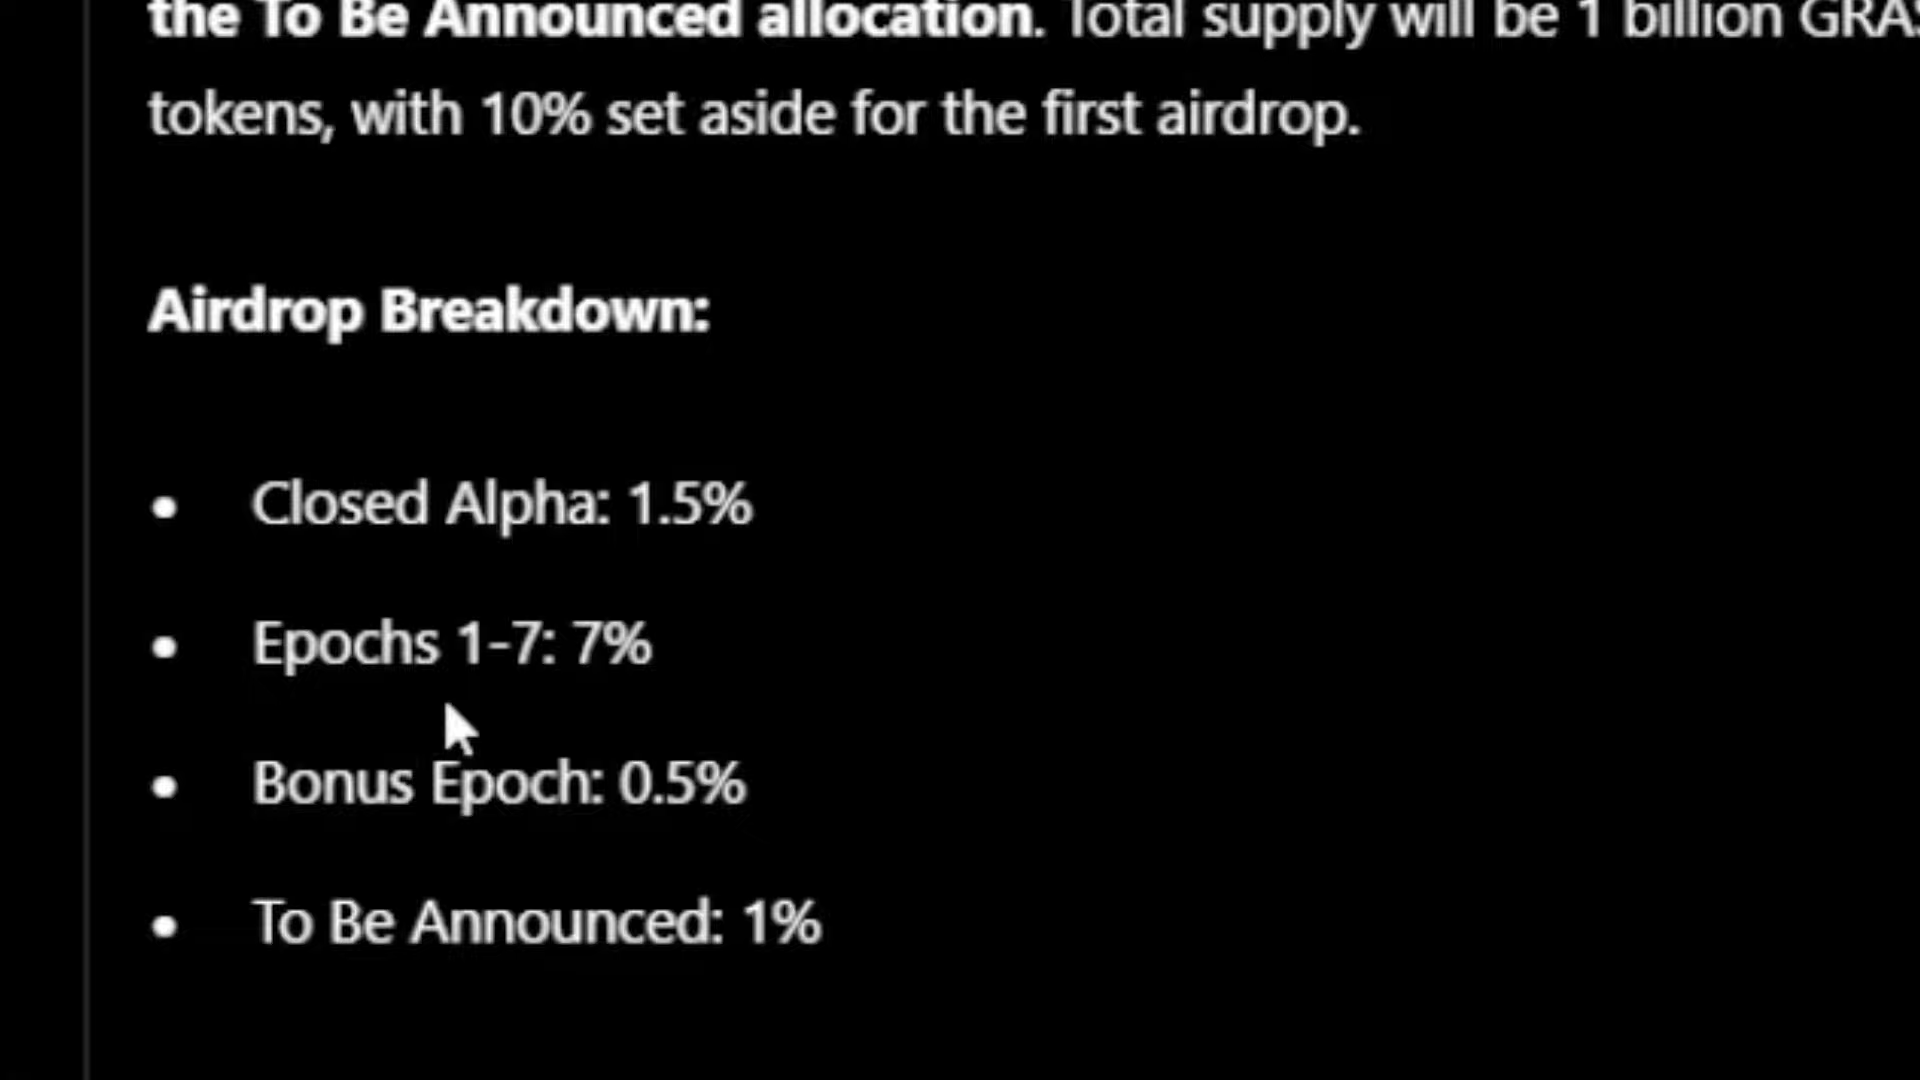 the To Be Announced allocation. Total supply will be 1 billion
tokens, with 10% set aside for the first airdrop.
Airdrop Breakdown:
• Closed Alpha: 1.5%
• Epochs 1-7: 7%
• Bonus Epoch: 0.5%
• To Be Announced: 1%